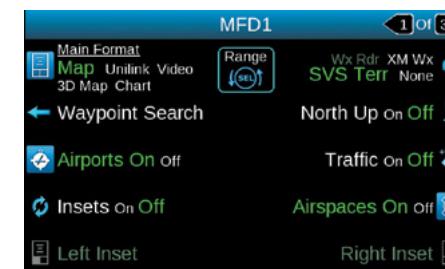 MFD1
1 Of 3
Main Format
Map Unilink Video
3D Map Chart
Range
(SEL)
Wx Rdr XM Wx
SVS Terr None
Waypoint Search
North Up On Off
Airports On Off
Traffic On Off
Insets On Off
Airspaces On Off
Left Inset
Right Inset